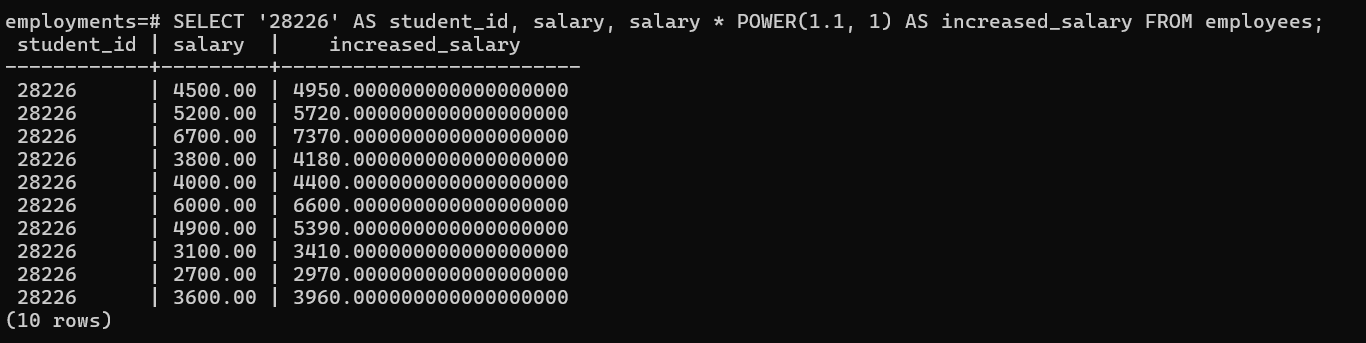 employments=# SELECT '28226' AS student_id, salary, salary * POWER(1.1, 1) AS increased_salary FROM employees;
 student_id | salary  |    increased_salary
------------+---------+-------------------------
 28226      | 4500.00 | 4950.000000000000000000
 28226      | 5200.00 | 5720.000000000000000000
 28226      | 6700.00 | 7370.000000000000000000
 28226      | 3800.00 | 4180.000000000000000000
 28226      | 4000.00 | 4400.000000000000000000
 28226      | 6000.00 | 6600.000000000000000000
 28226      | 4900.00 | 5390.000000000000000000
 28226      | 3100.00 | 3410.000000000000000000
 28226      | 2700.00 | 2970.000000000000000000
 28226      | 3600.00 | 3960.000000000000000000
(10 rows)